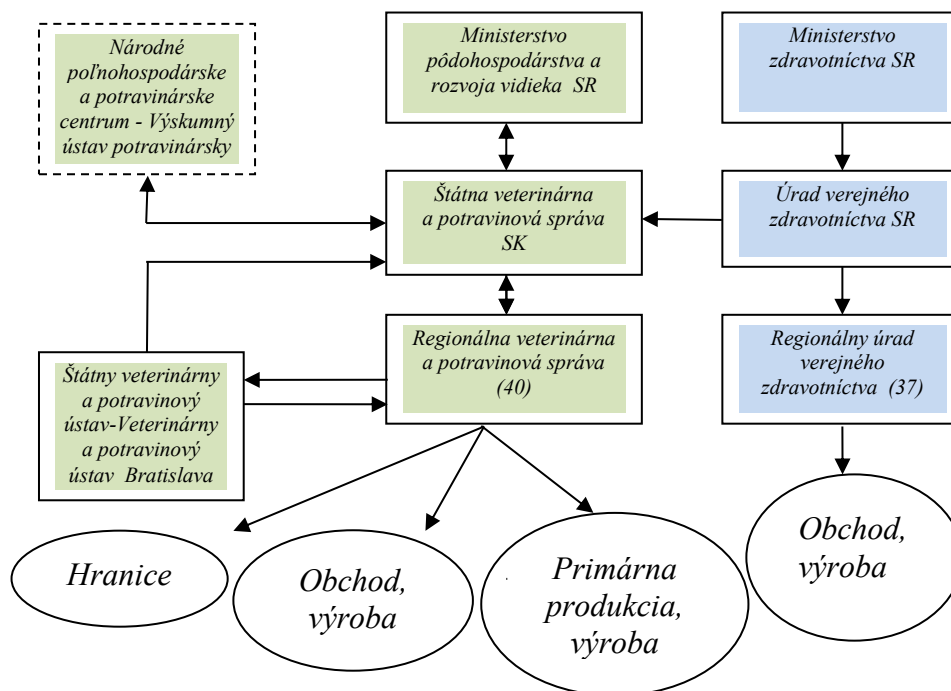 Národné
poľnohospodárske
a potravinárske
centrum - Výskumný
ústav potravinársky
Ministerstvo
pôdohospodárstva a
rozvoja vidieka SR
Ministerstvo
zdravotníctva SR
Štátna veterinárna
a potravinová správa
SK
Úrad verejného
zdravotníctva SR
Štátny veterinárny
a potravinový
ústav-Veterinárny
a potravinový
ústav Bratislava
Regionálna veterinárna
a potravinová správa
(40)
Regionálny úrad
verejného
zdravotníctva (37)
Hranice
Obchod,
výroba
Primárna
produkcia,
výroba
Obchod,
výroba